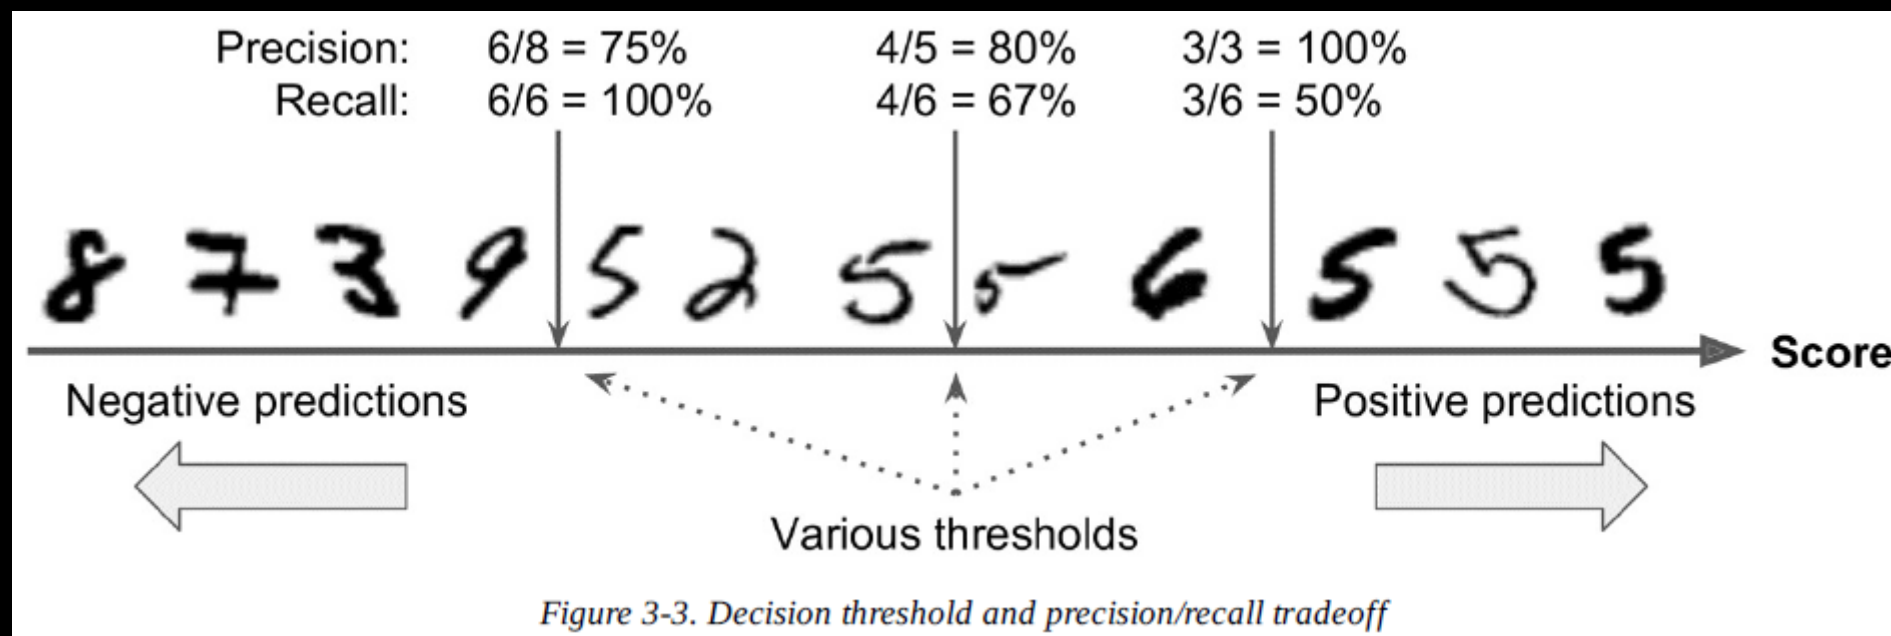 Precision: 6/8 = 75% 4/5 = 80% 3/3 = 100%
Recall: 6/6 = 100% 4/6 = 67% 3/6 = 50%
8 7 3 9 5 2 5 5 6 5 5 5
Score
Negative predictions Positive predictions
Various thresholds
Figure 3-3. Decision threshold and precision/recall tradeoff